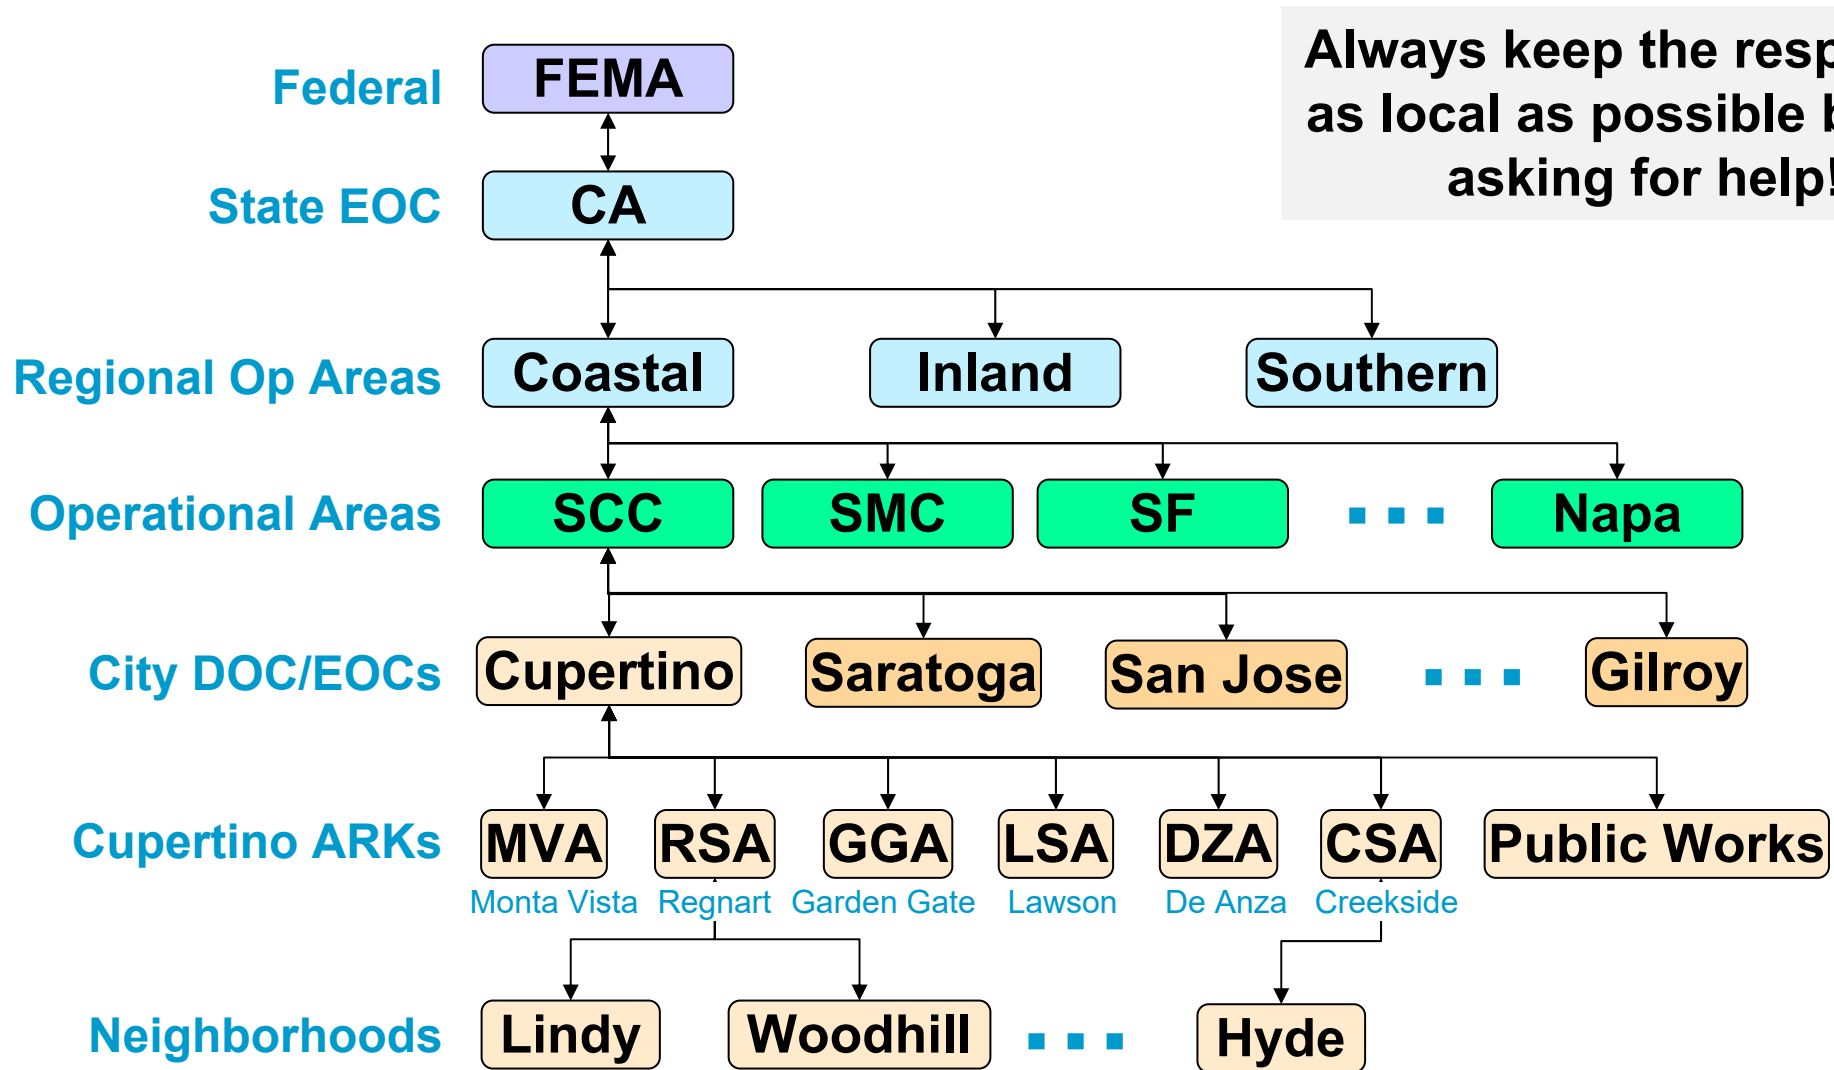 Always keep the resp
as local as possible b
asking for help!
Federal
FEMA
State EOC
CA
Regional Op Areas
Coastal
Inland
Southern
Operational Areas
SCC
SMC
SF
Napa
City DOC/EOCs
Cupertino
Saratoga
San Jose
Gilroy
Cupertino ARKs
MVA
RSA
GGA
LSA
DZA
CSA
Public Works
Monta Vista
Regnart
Garden Gate
Lawson
De Anza
Creekside
Neighborhoods
Lindy
Woodhill
Hyde